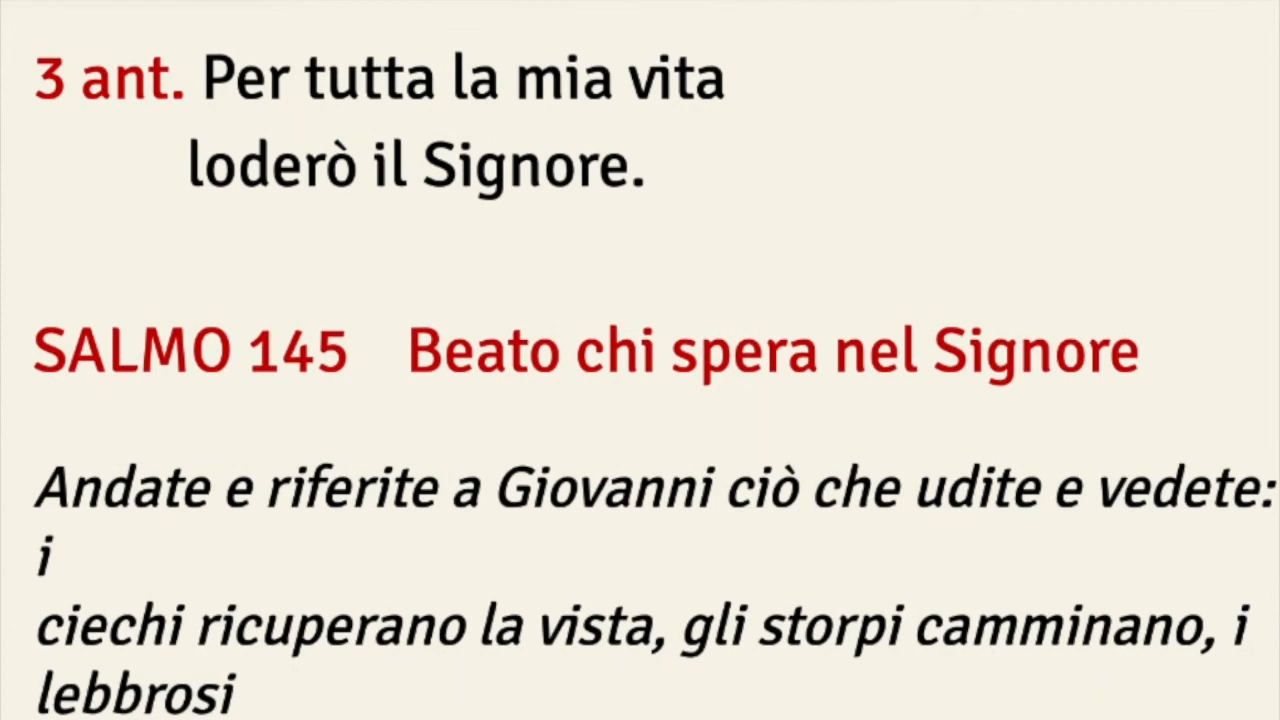 3 ant. Per tutta la mia vita
loderò il Signore.
SALMO 145 Beato chi spera nel Signore
Andate e riferite a Giovanni ciò che udite e vedete:
i
ciechi ricuperano la vista, gli storpi camminano, i
lebbrosi